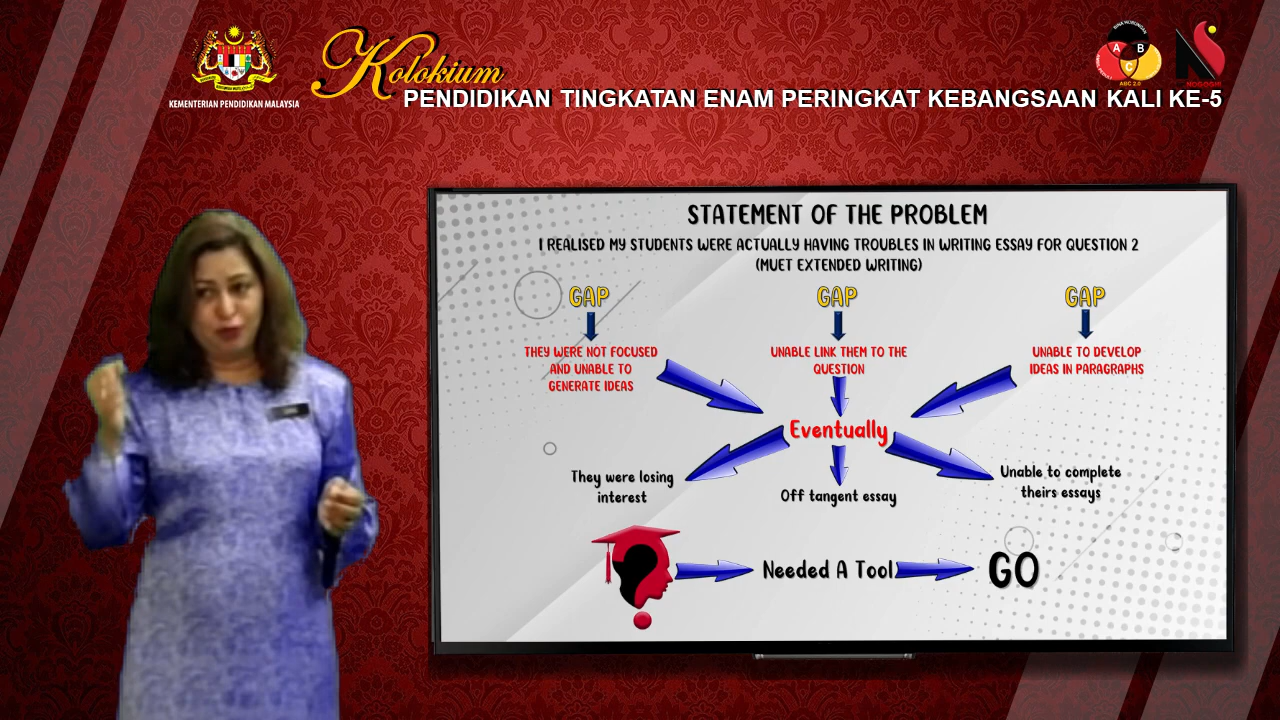 KEMENTERIAN PENDIDIKAN MALAYSIA
Kolokium
PENDIDIKAN TINGKATAN ENAM PERINGKAT KEBANGSAAN KALI KE-5
A B
C
ABC 2.0
STATEMENT OF THE PROBLEM
I REALISED MY STUDENTS WERE ACTUALLY HAVING TROUBLES IN WRITING ESSAY FOR QUESTION 2
(MUET EXTENDED WRITING)
GAP
GAP
GAP
THEY WERE NOT FOCUSED
AND UNABLE TO
GENERATE IDEAS
UNABLE LINK THEM TO THE
QUESTION
UNABLE TO DEVELOP
IDEAS IN PARAGRAPHS
Eventually
They were losing
interest
Off tangent essay
Unable to complete
theirs essays
Needed A Tool
GO